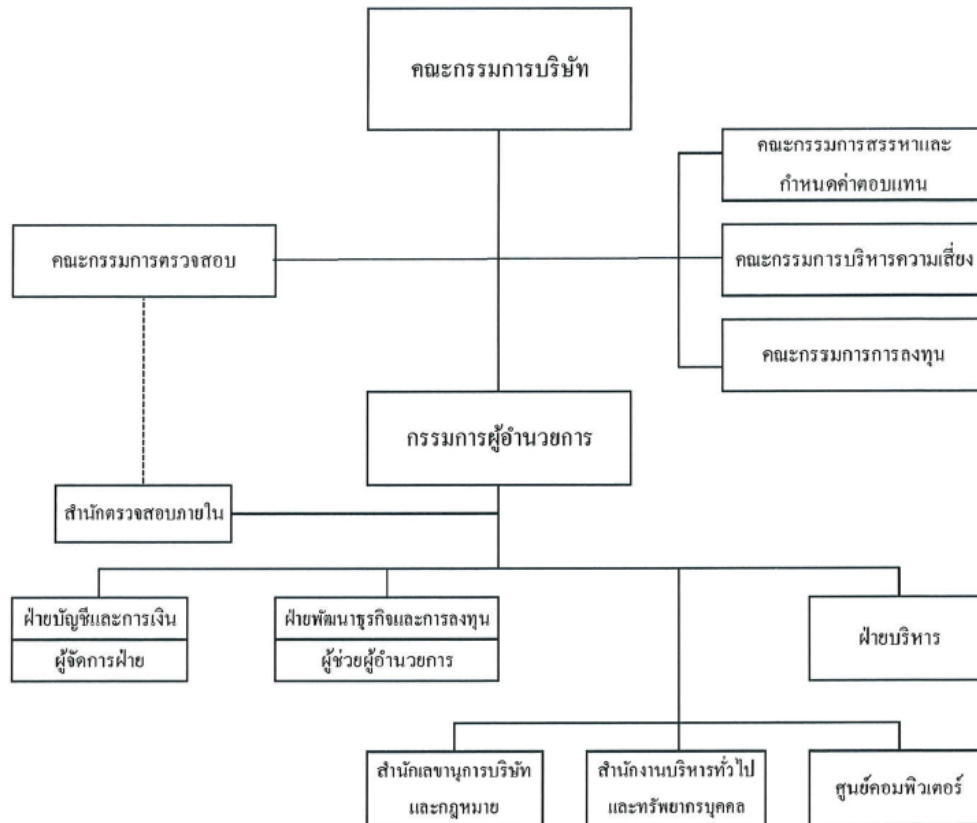 คณะกรรมการบริษัท
คณะกรรมการสรรหาและ
กำหนดค่าตอบแทน
คณะกรรมการตรวจสอบ
คณะกรรมการบริหารความเสี่ยง
คณะกรรมการการลงทุน
กรรมการผู้อำนวยการ
สำนักตรวจสอบภายใน
ฝ่ายบัญชีและการเงิน
ผู้จัดการฝ่าย
ฝ่ายพัฒนาธุรกิจและการลงทุน
ผู้ช่วยผู้อำนวยการ
ฝ่ายบริหาร
สำนักเลขานุการบริษัท
และกฎหมาย
สำนักงานบริหารทั่วไป
และทรัพยากรบุคคล
ศูนย์คอมพิวเตอร์